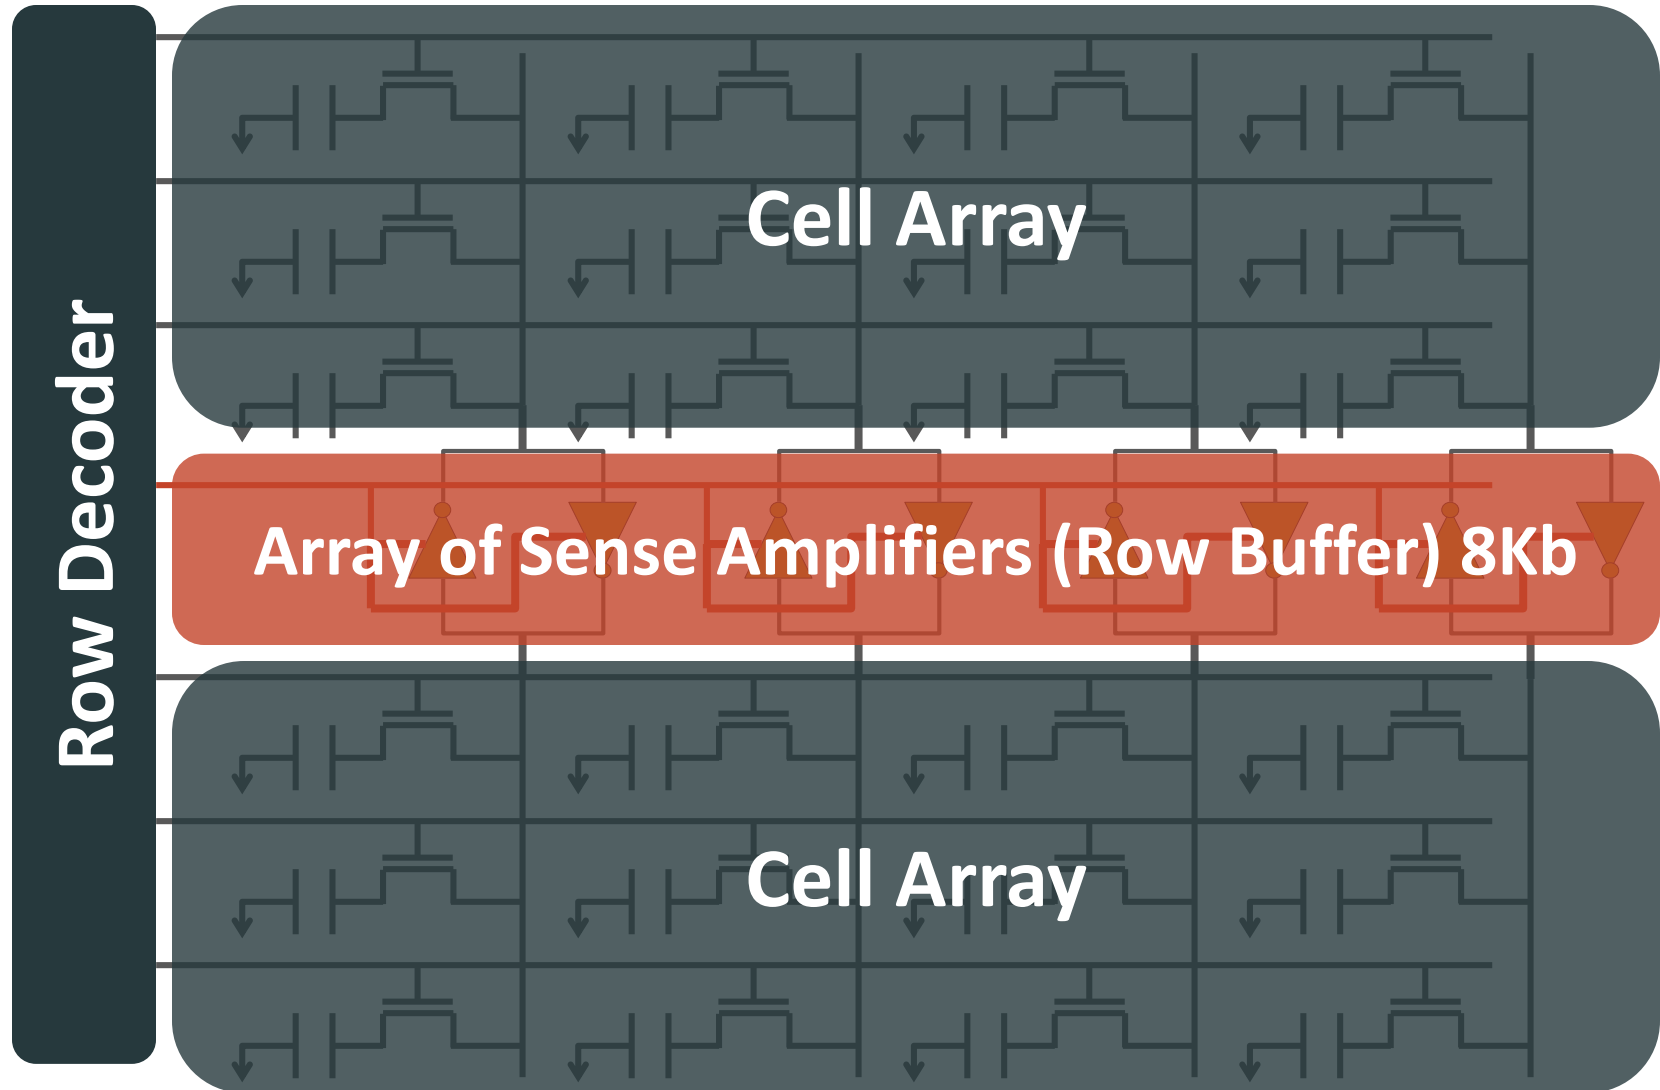 Row Decoder
Cell Array
Array of Sense Amplifiers (Row Buffer) 8Kb
Cell Array